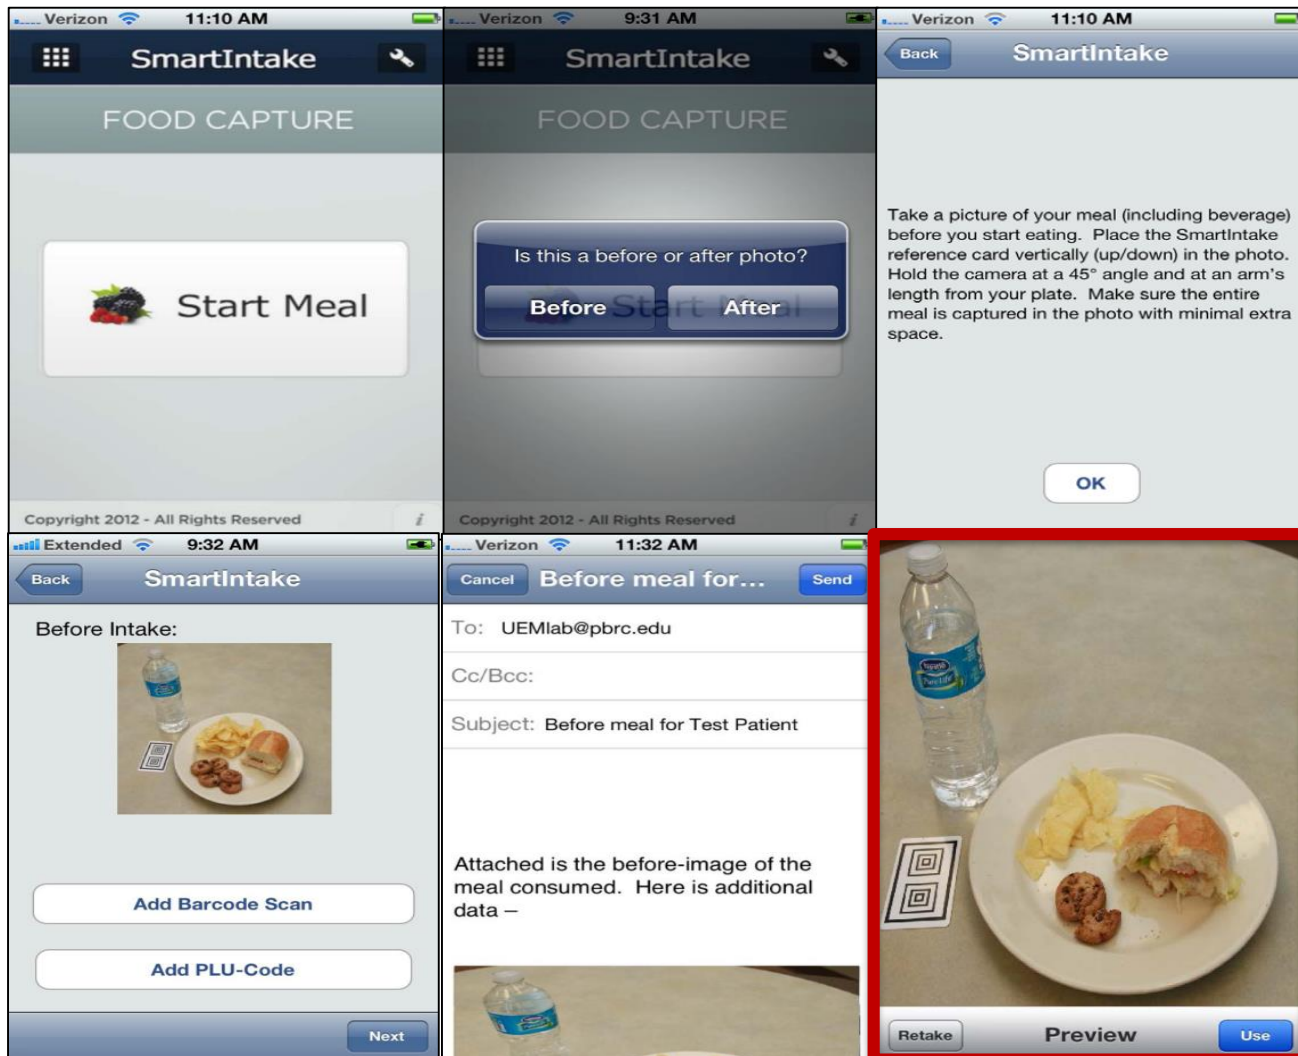 Verizon 11:10 AM
SmartIntake
FOOD CAPTURE
Start Meal
Copyright 2012 - All Rights Reserved i
Verizon 9:31 AM
SmartIntake
FOOD CAPTURE
Is this a before or after photo?
Before After
Start Meal
Copyright 2012 - All Rights Reserved i
Verizon 11:10 AM
Back SmartIntake
Take a picture of your meal (including beverage)
before you start eating. Place the SmartIntake
reference card vertically (up/down) in the photo.
Hold the camera at a 45° angle and at an arm's
length from your plate. Make sure the entire
meal is captured in the photo with minimal extra
space.
OK
Extended 9:32 AM
Back SmartIntake
Before Intake:
Add Barcode Scan
Add PLU-Code
Next
Verizon 11:32 AM
Cancel Before meal for... Send
To: UEMlab@pbrc.edu
Cc/Bcc:
Subject: Before meal for Test Patient
Attached is the before-image of the
meal consumed. Here is additional
data –
Pure Life
Retake Preview Use